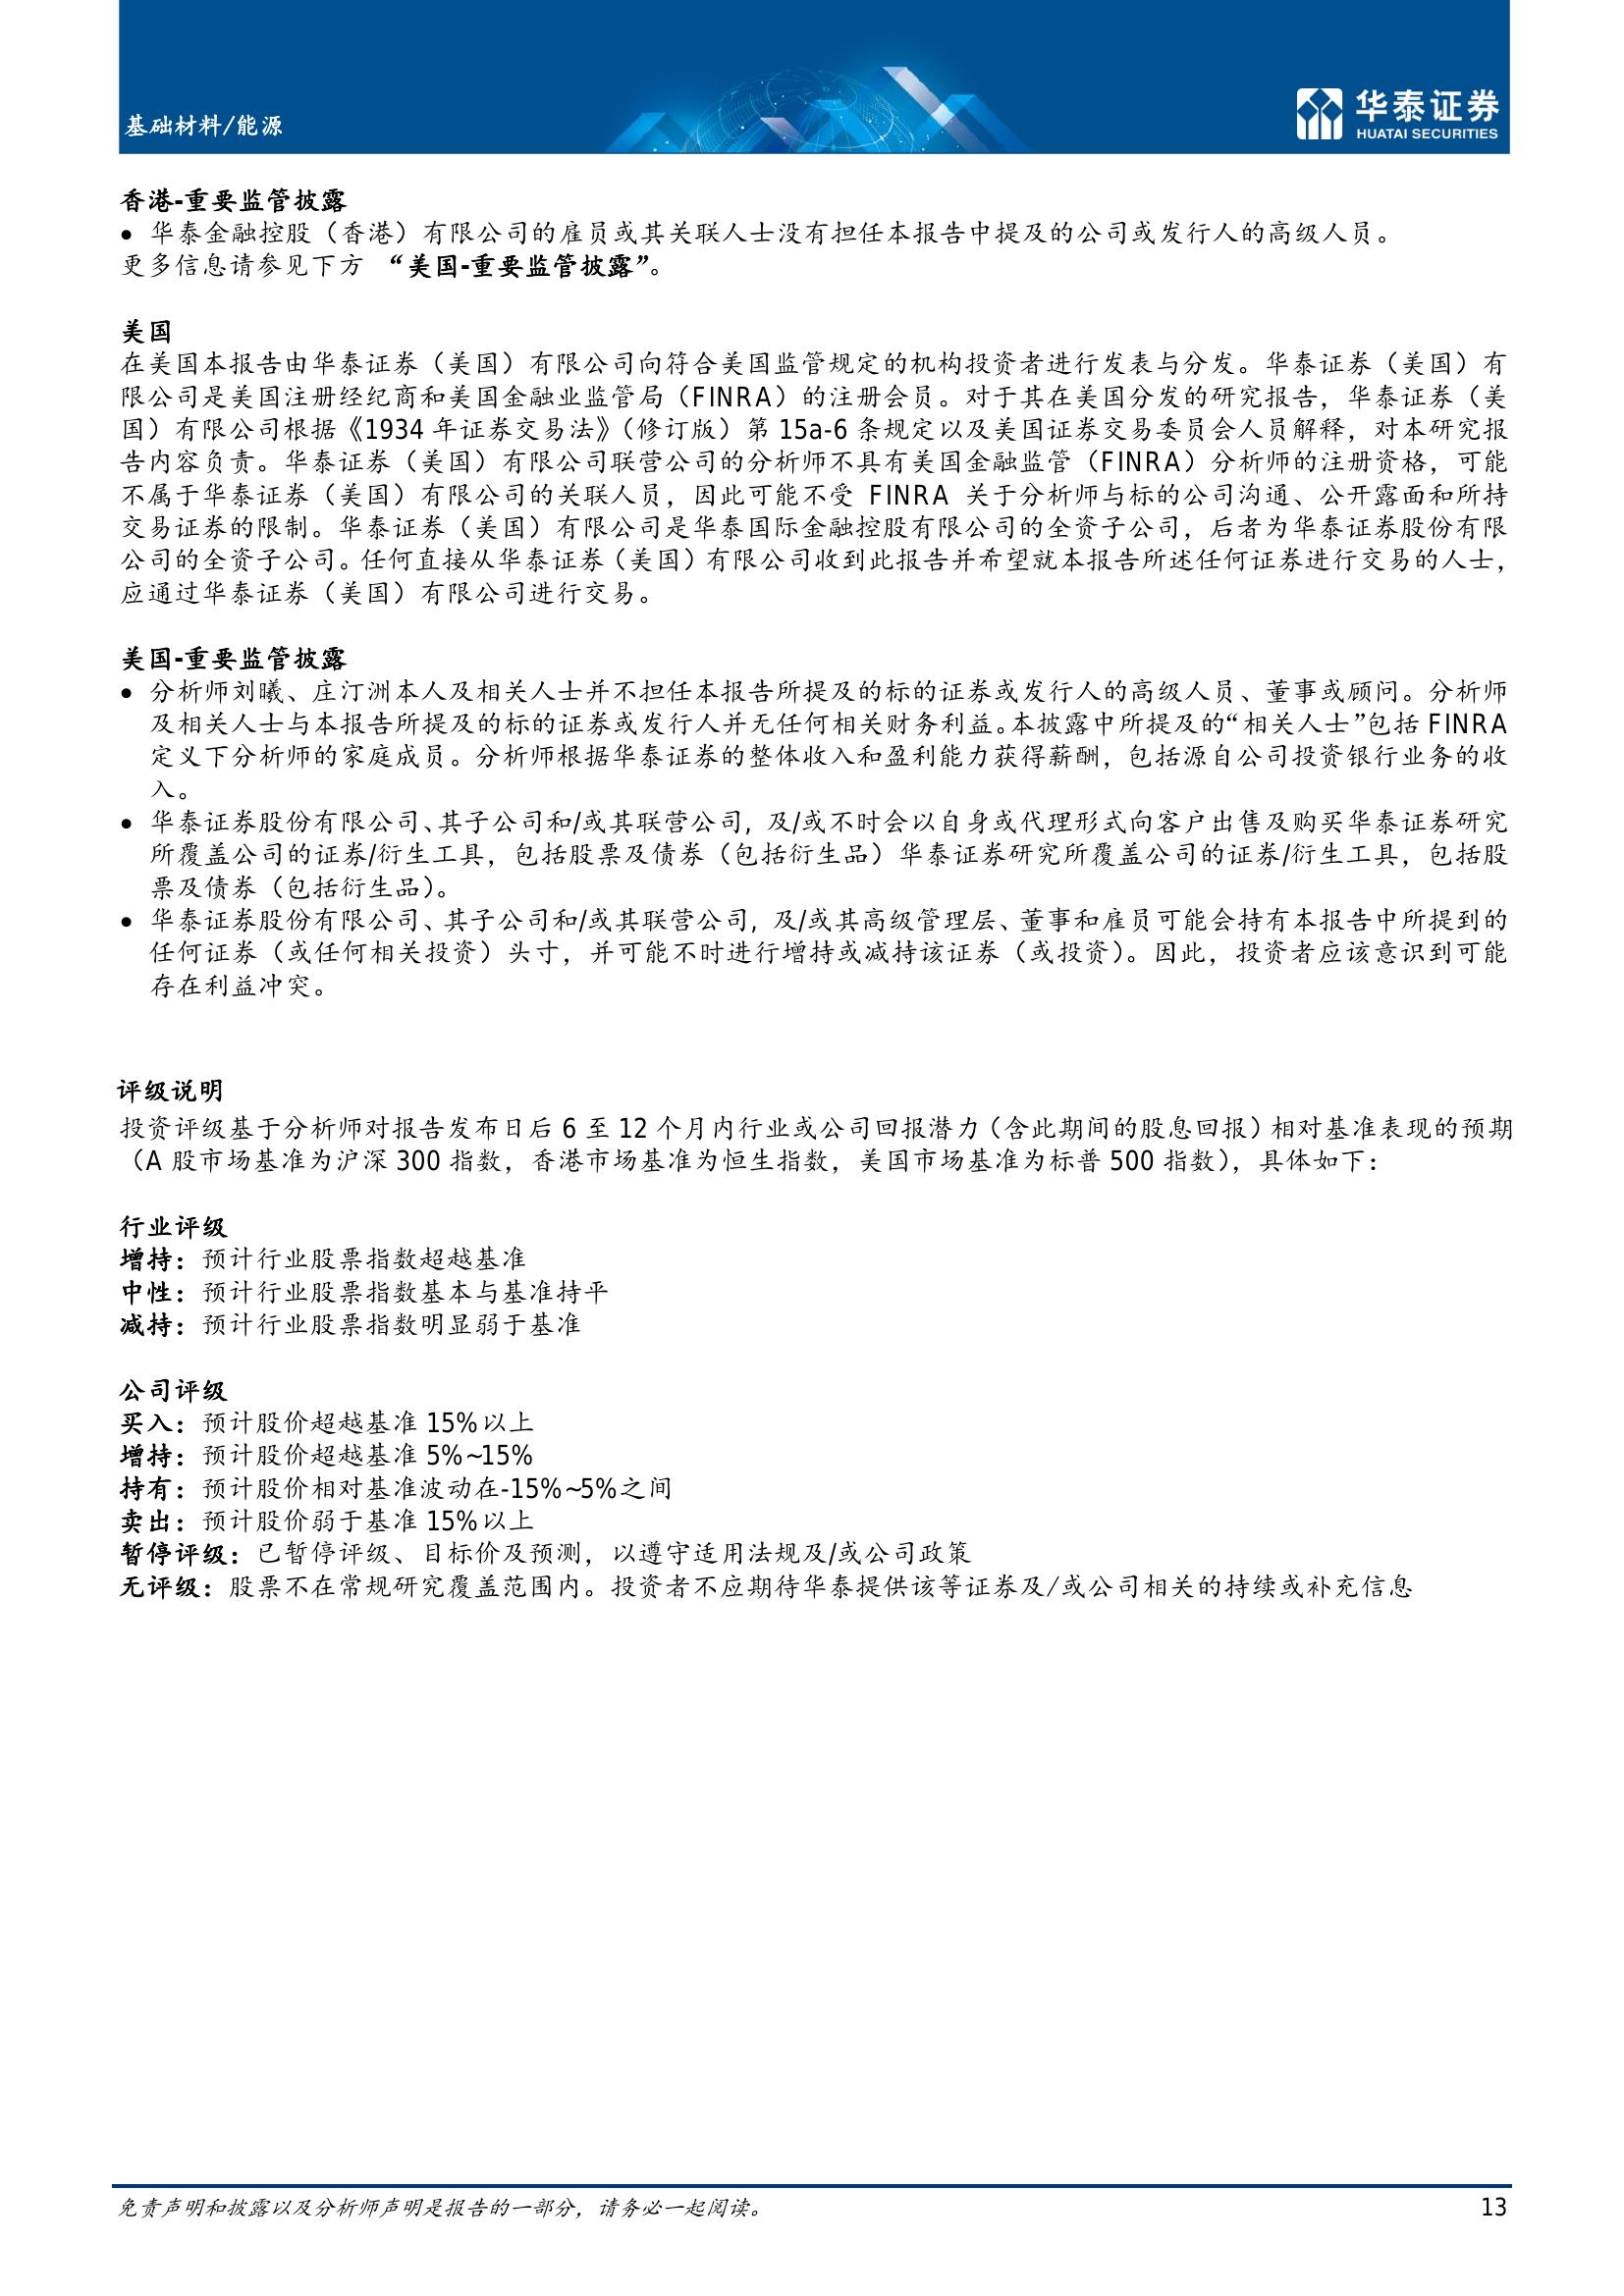 基础材料/能源
华泰证券
HUATAI SECURITIES
香港-重要监管披露
• 华泰金融控股（香港）有限公司的雇员或其关联人士没有担任本报告中提及的公司或发行人的高级人员。
更多信息请参见下方 “美国-重要监管披露”。
美国
在美国本报告由华泰证券（美国）有限公司向符合美国监管规定的机构投资者进行发表与分发。华泰证券（美国）有
限公司是美国注册经纪商和美国金融业监管局（FINRA）的注册会员。对于其在美国分发的研究报告，华泰证券（美
国）有限公司根据《1934 年证券交易法》（修订版）第 15a-6 条规定以及美国证券交易委员会人员解释，对本研究报
告内容负责。华泰证券（美国）有限公司联营公司的分析师不具有美国金融监管（FINRA）分析师的注册资格，可能
不属于华泰证券（美国）有限公司的关联人员，因此可能不受 FINRA 关于分析师与标的公司沟通、公开露面和所持
交易证券的限制。华泰证券（美国）有限公司是华泰国际金融控股有限公司的全资子公司，后者为华泰证券股份有限
公司的全资子公司。任何直接从华泰证券（美国）有限公司收到此报告并希望就本报告所述任何证券进行交易的人士，
应通过华泰证券（美国）有限公司进行交易。
美国-重要监管披露
• 分析师刘曦、庄汀洲本人及相关人士并不担任本报告所提及的标的证券或发行人的高级人员、董事或顾问。分析师
及相关人士与本报告所提及的标的证券或发行人并无任何相关财务利益。本披露中所提及的“相关人士”包括 FINRA
定义下分析师的家庭成员。分析师根据华泰证券的整体收入和盈利能力获得薪酬，包括源自公司投资银行业务的收
入。
• 华泰证券股份有限公司、其子公司和/或其联营公司, 及/或不时会以自身或代理形式向客户出售及购买华泰证券研究
所覆盖公司的证券/衍生工具，包括股票及债券（包括衍生品）华泰证券研究所覆盖公司的证券/衍生工具，包括股
票及债券（包括衍生品）。
• 华泰证券股份有限公司、其子公司和/或其联营公司, 及/或其高级管理层、董事和雇员可能会持有本报告中所提到的
任何证券（或任何相关投资）头寸，并可能不时进行增持或减持该证券（或投资）。因此，投资者应该意识到可能
存在利益冲突。
评级说明
投资评级基于分析师对报告发布日后 6 至 12 个月内行业或公司回报潜力（含此期间的股息回报）相对基准表现的预期
（A 股市场基准为沪深 300 指数，香港市场基准为恒生指数，美国市场基准为标普 500 指数），具体如下：
行业评级
增持：预计行业股票指数超越基准
中性：预计行业股票指数基本与基准持平
减持：预计行业股票指数明显弱于基准
公司评级
买入：预计股价超越基准 15%以上
增持：预计股价超越基准 5%~15%
持有：预计股价相对基准波动在-15%~5%之间
卖出：预计股价弱于基准 15%以上
暂停评级：已暂停评级、目标价及预测，以遵守适用法规及/或公司政策
无评级：股票不在常规研究覆盖范围内。投资者不应期待华泰提供该等证券及/或公司相关的持续或补充信息
免责声明和披露以及分析师声明是报告的一部分，请务必一起阅读。
13